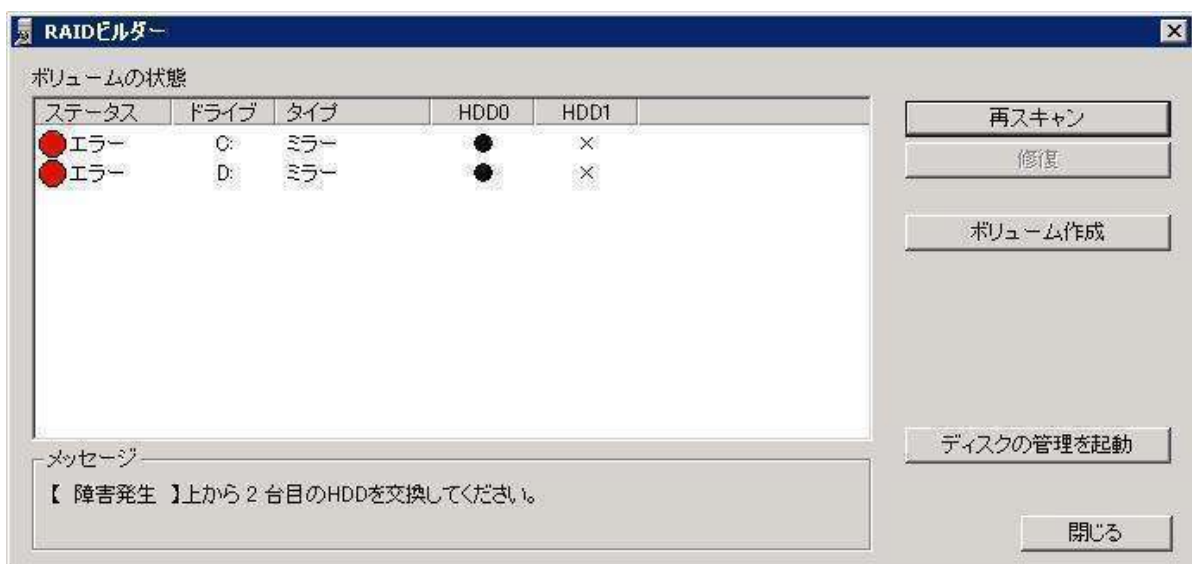 RAIDビルダー
ボリュームの状態
ステータス ドライブ タイプ HDD0 HDD1
エラー C: ミラー ● ×
エラー D: ミラー ● ×
再スキャン
修復
ボリューム作成
ディスクの管理を起動
メッセージ
【 障害発生 】上から 2 台目のHDDを交換してください。
閉じる